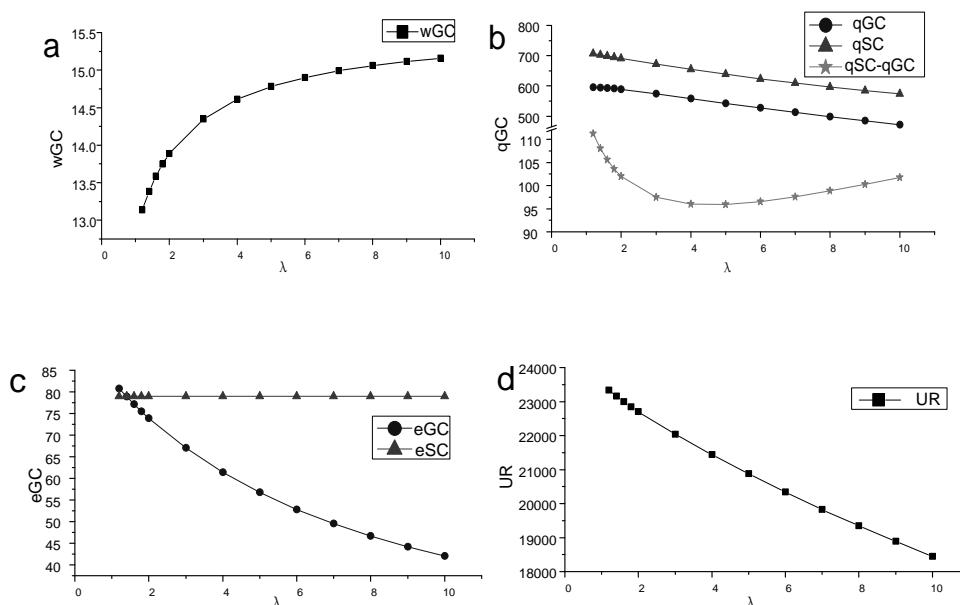 a
wGC
15.5
15.0
14.5
14.0
13.5
13.0
wGC
0 2 4 6 8 10
λ
b
qGC
qSC
qSC-qGC
800
700
600
500
110
105
100
95
90
qGC
0 2 4 6 8 10
λ
c
85
80
75
70
65
60
55
50
45
40
eGC
eGC
eSC
0 2 4 6 8 10
λ
d
UR
24000
23000
22000
21000
20000
19000
18000
UR
0 2 4 6 8 10
λ